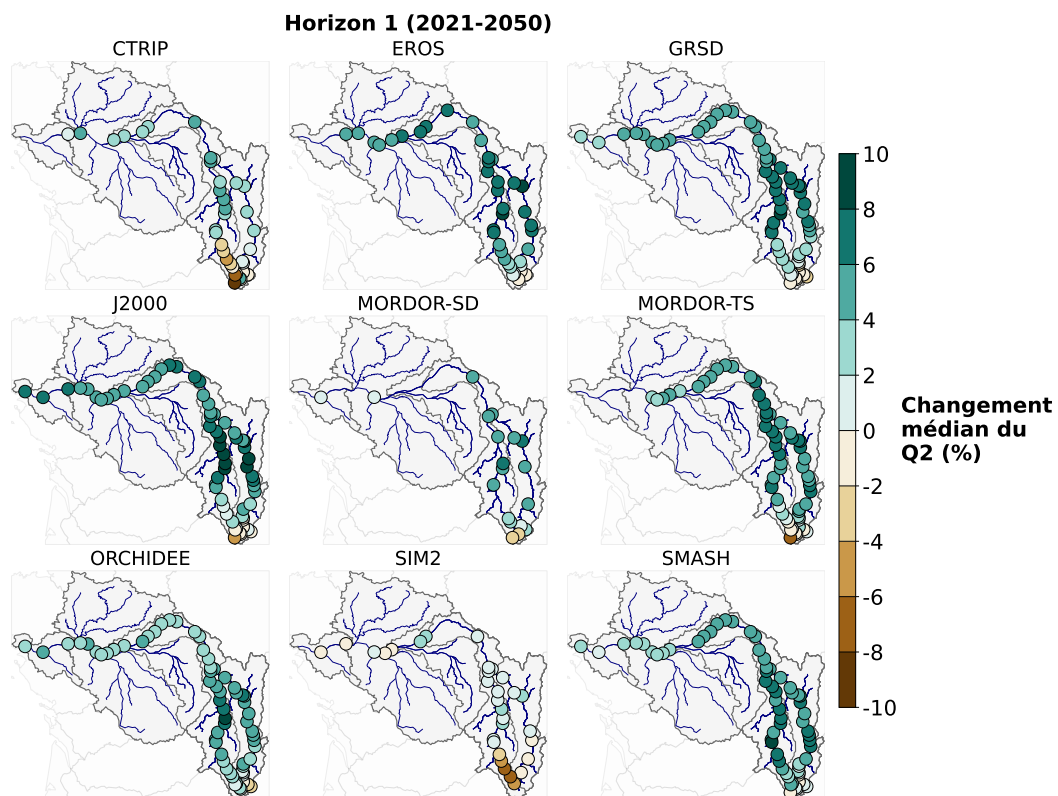 Horizon 1 (2021-2050)
CTRIP
EROS
GRSD
J2000
MORDOR-SD
MORDOR-TS
ORCHIDEE
SIM2
SMASH
10
8
6
4
2
0
-2
-4
-6
-8
-10
Changement
médian du
Q2 (%)